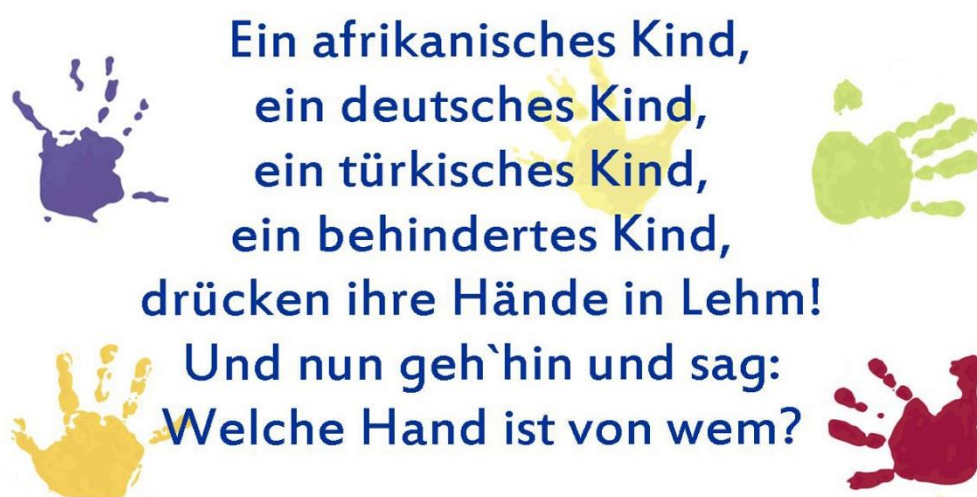 Ein afrikanisches Kind,
ein deutsches Kind,
ein türkisches Kind,
ein behindertes Kind,
drücken ihre Hände in Lehm!
Und nun geh`hin und sag:
Welche Hand ist von wem?